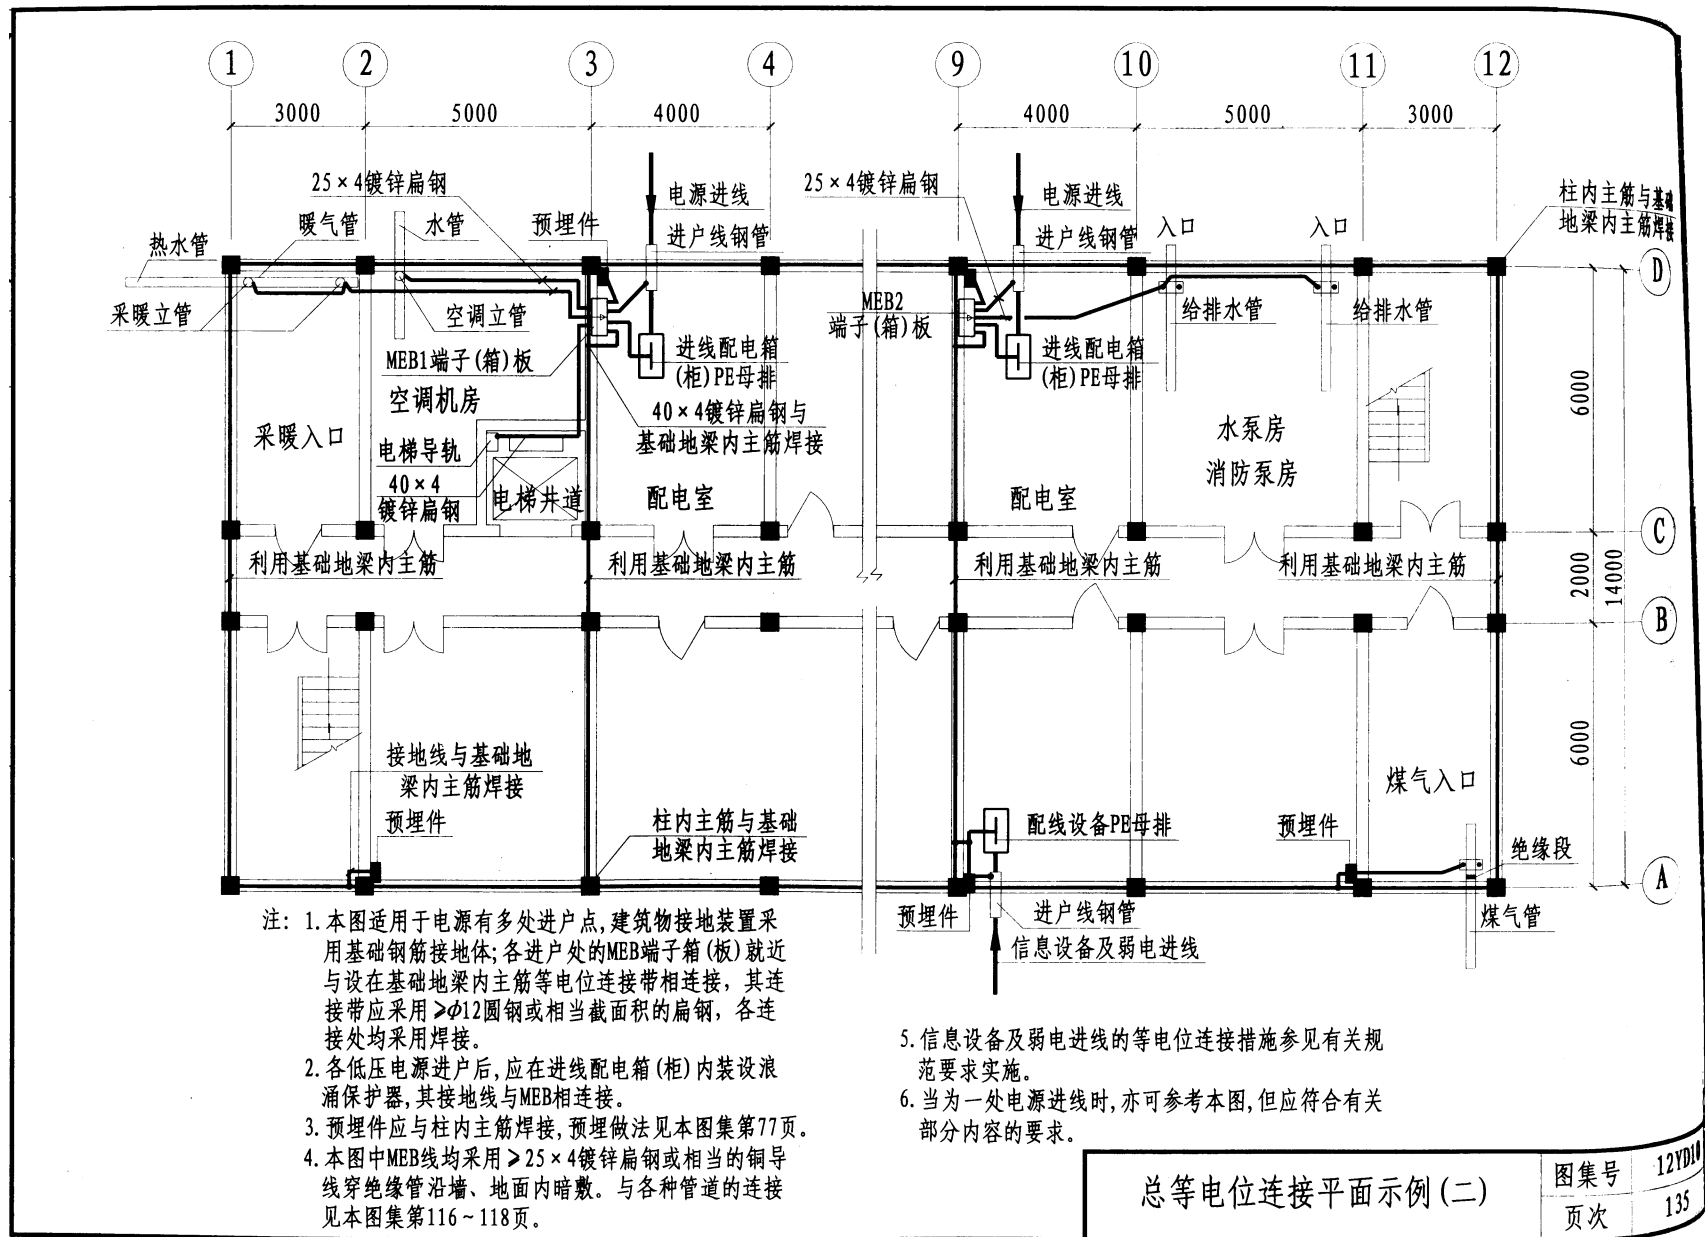 1 2 3 4 9 10 11 12
3000 5000 4000 4000 5000 3000
25×4镀锌扁钢
电源进线
25×4镀锌扁钢
电源进线
柱内主筋与基础
地梁内主筋焊接
热水管
暖气管
水管
预埋件
进户线钢管
进户线钢管
入口
入口
D
采暖立管
空调立管
MEB2
端子(箱)板
给排水管
给排水管
MEB1端子(箱)板
进线配电箱
(柜)PE母排
进线配电箱
(柜)PE母排
空调机房
40×4镀锌扁钢与
基础地梁内主筋焊接
6000
采暖入口
电梯导轨
水泵房
消防泵房
40×4
镀锌扁钢
电梯井道
配电室
配电室
C
利用基础地梁内主筋
利用基础地梁内主筋
利用基础地梁内主筋
利用基础地梁内主筋
2000
14000
B
接地线与基础地
梁内主筋焊接
预埋件
6000
煤气入口
柱内主筋与基础
地梁内主筋焊接
配线设备PE母排
预埋件
绝缘段
A
预埋件
进户线钢管
煤气管
信息设备及弱电进线
注: 1.本图适用于电源有多处进户点,建筑物接地装置采
用基础钢筋接地体;各进户处的MEB端子箱(板)就近
与设在基础地梁内主筋等电位连接带相连接，其连
接带应采用≥Φ12圆钢或相当截面积的扁钢，各连
接处均采用焊接。
2.各低压电源进户后,应在进线配电箱(柜)内装设浪
涌保护器,其接地线与MEB相连接。
3.预埋件应与柱内主筋焊接,预埋做法见本图集第77页。
4.本图中MEB线均采用≥25×4镀锌扁钢或相当的铜导
线穿绝缘管沿墙、地面内暗敷。与各种管道的连接
见本图集第116~118页。
5.信息设备及弱电进线的等电位连接措施参见有关规
范要求实施。
6.当为一处电源进线时,亦可参考本图,但应符合有关
部分内容的要求。
总等电位连接平面示例(二)
图集号 12YD10
页次 135